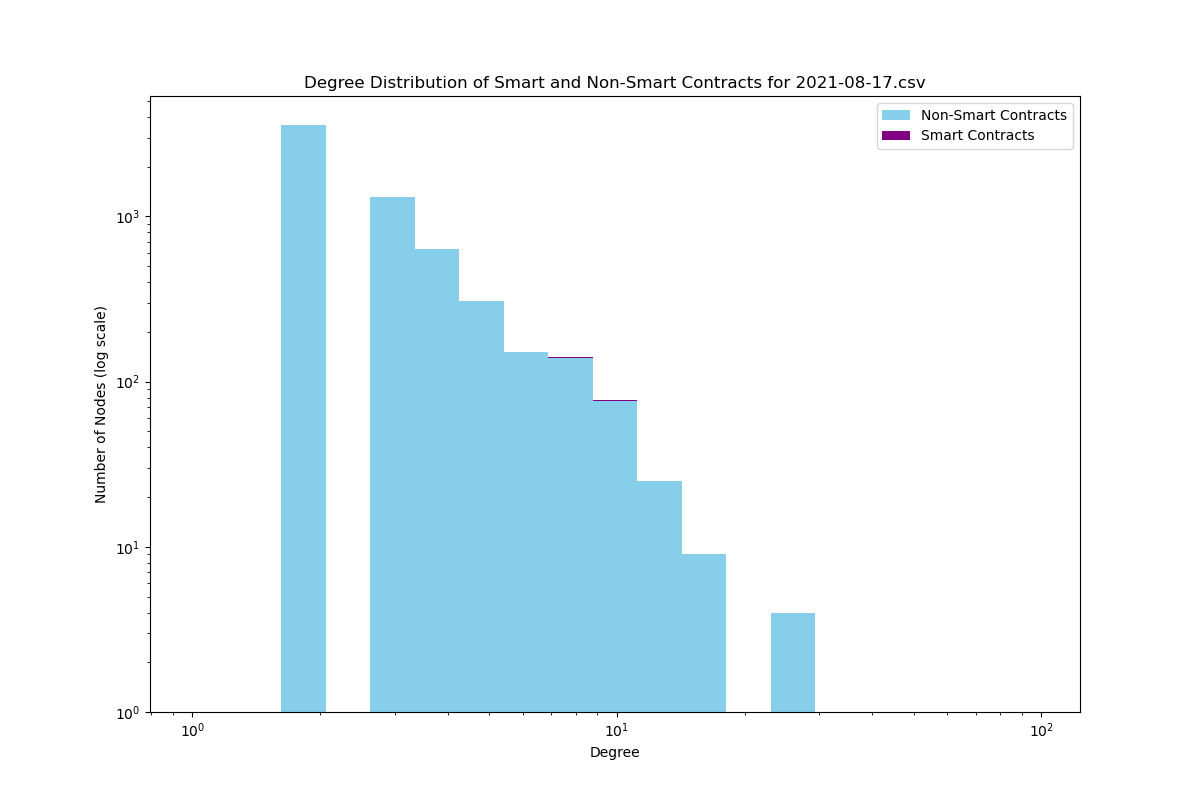 Degree Distribution of Smart and Non-Smart Contracts for 2021-08-17.csv
Non-Smart Contracts
Smart Contracts
Number of Nodes (log scale)
10³
10²
10¹
10⁰
10⁰ 10¹ 10²
Degree